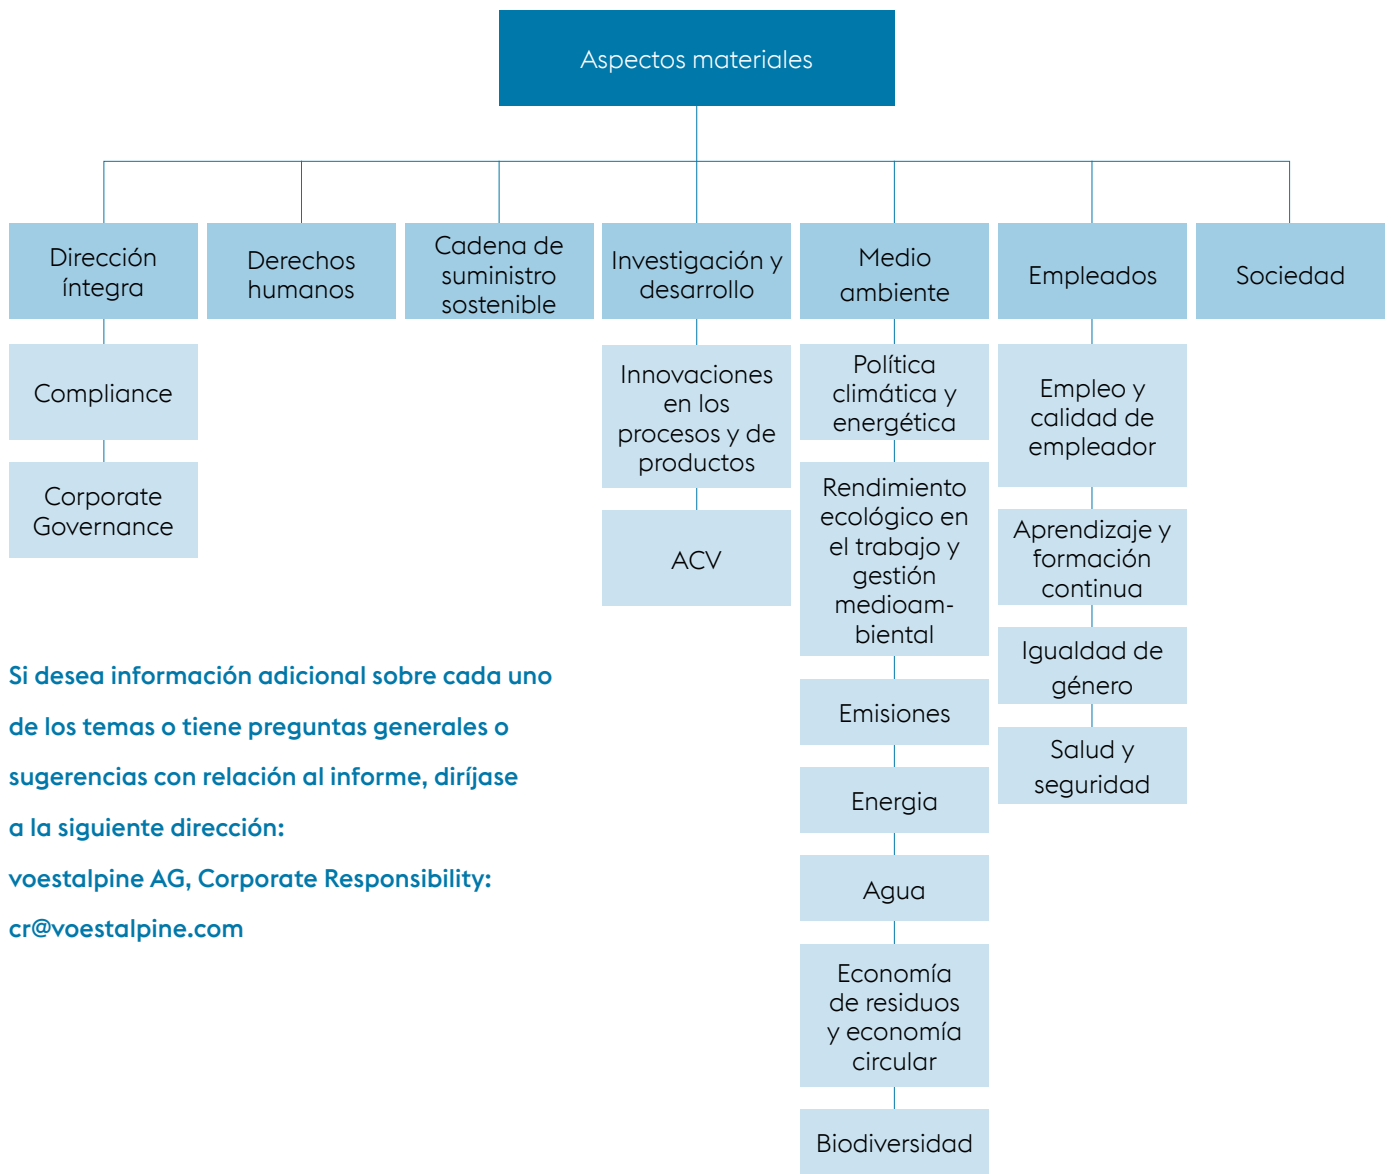 Aspectos materiales
Dirección
íntegra
Compliance
Corporate
Governance
Derechos
humanos
Cadena de
suministro
sostenible
Investigación y
desarrollo
Innovaciones
en los
procesos y de
productos
ACV
Medio
ambiente
Política
climática y
energética
Rendimiento
ecológico en
el trabajo y
gestión
medioam-
biental
Emisiones
Energia
Agua
Economía
de residuos
y economía
circular
Biodiversidad
Empleados
Empleo y
calidad de
empleador
Aprendizaje y
formación
continua
Igualdad de
género
Salud y
seguridad
Sociedad
Si desea información adicional sobre cada uno
de los temas o tiene preguntas generales o
sugerencias con relación al informe, diríjase
a la siguiente dirección:
voestalpine AG, Corporate Responsibility:
cr@voestalpine.com